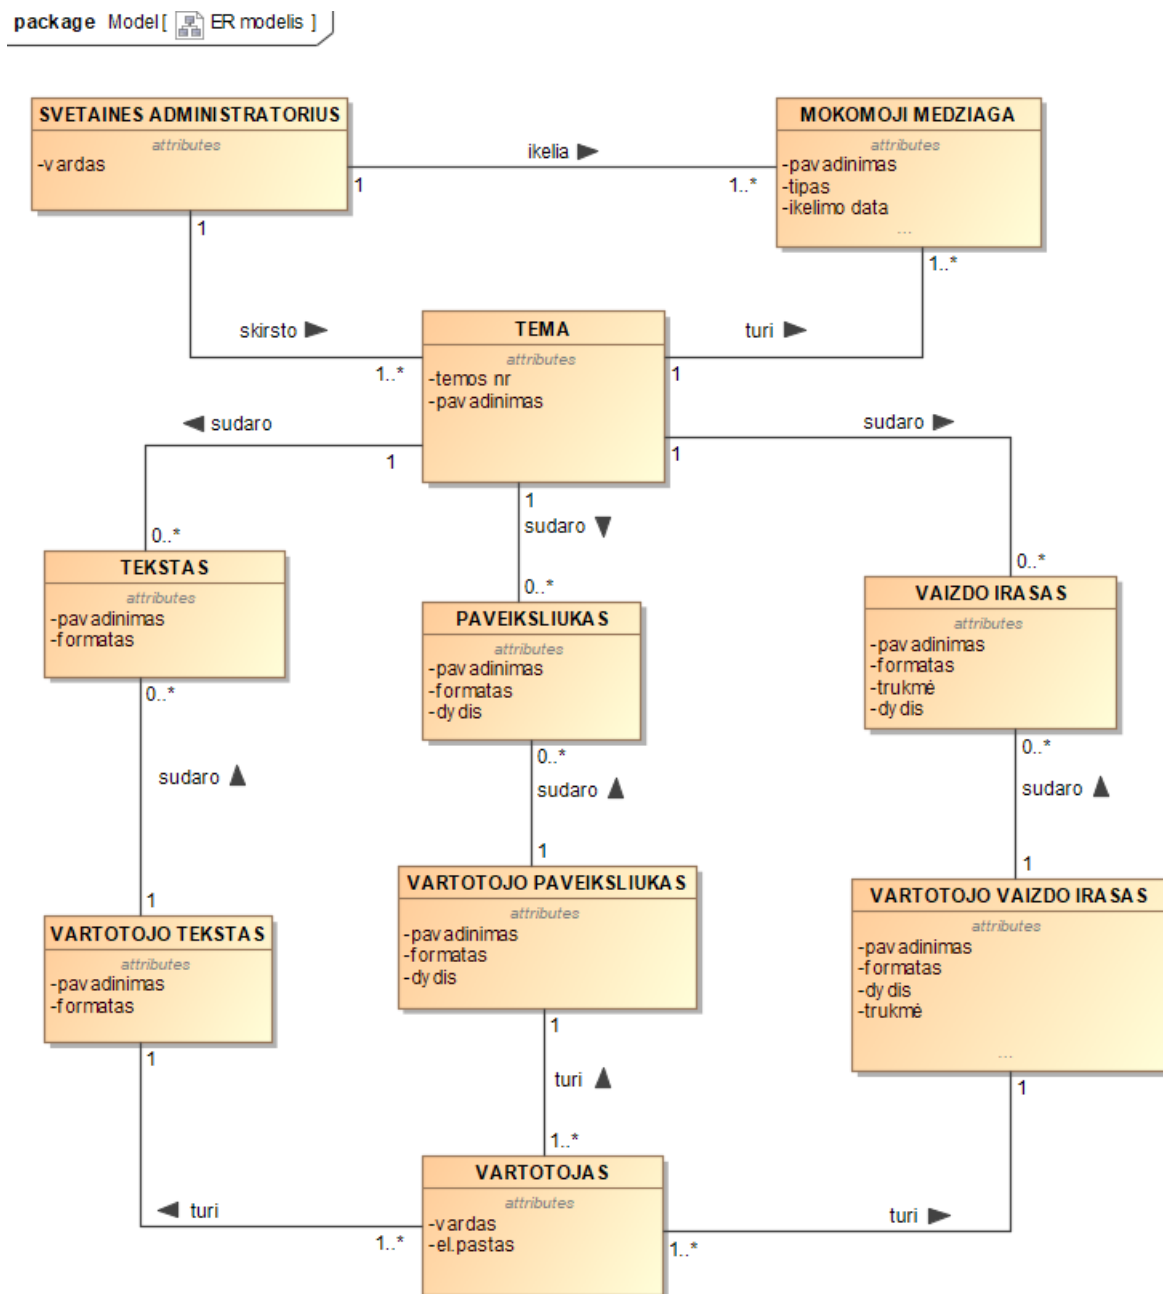 package Model [ ER modelis ]
SVETAINES ADMINISTRATORIUS
attributes
-vardas
MOKOMOJI MEDZIAGA
attributes
-pavadinimas
-tipas
-ikelimo data
...
ikelia
1
1..*
1
1..*
skirsto
1..*
TEMA
attributes
-temos nr
-pavadinimas
turi
1
sudaro
1
sudaro
1
1
sudaro
0..*
0..*
0..*
TEKSTAS
attributes
-pavadinimas
-formatas
PAVEIKSLIUKAS
attributes
-pavadinimas
-formatas
-dydis
VAIZDO IRASAS
attributes
-pavadinimas
-formatas
-trukmė
-dydis
0..*
sudaro
1
0..*
sudaro
1
0..*
sudaro
1
VARTOTOJO TEKSTAS
attributes
-pavadinimas
-formatas
VARTOTOJO PAVEIKSLIUKAS
attributes
-pavadinimas
-formatas
-dydis
VARTOTOJO VAIZDO IRASAS
attributes
-pavadinimas
-formatas
-dydis
-trukmė
...
1
1
1
turi
1..*
turi
1..*
turi
1..*
VARTOTOJAS
attributes
-vardas
-el.pastas